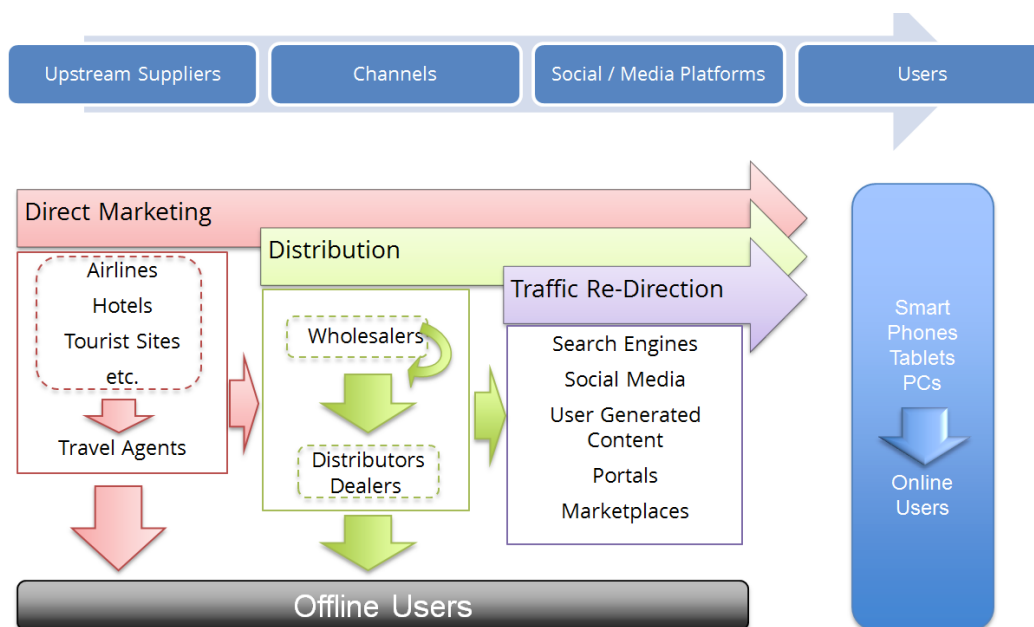 Upstream Suppliers
Channels
Social / Media Platforms
Users
Direct Marketing
Airlines
Hotels
Tourist Sites
etc.
Travel Agents
Distribution
Wholesalers
Distributors
Dealers
Traffic Re-Direction
Search Engines
Social Media
User Generated
Content
Portals
Marketplaces
Smart
Phones
Tablets
PCs
Online
Users
Offline Users